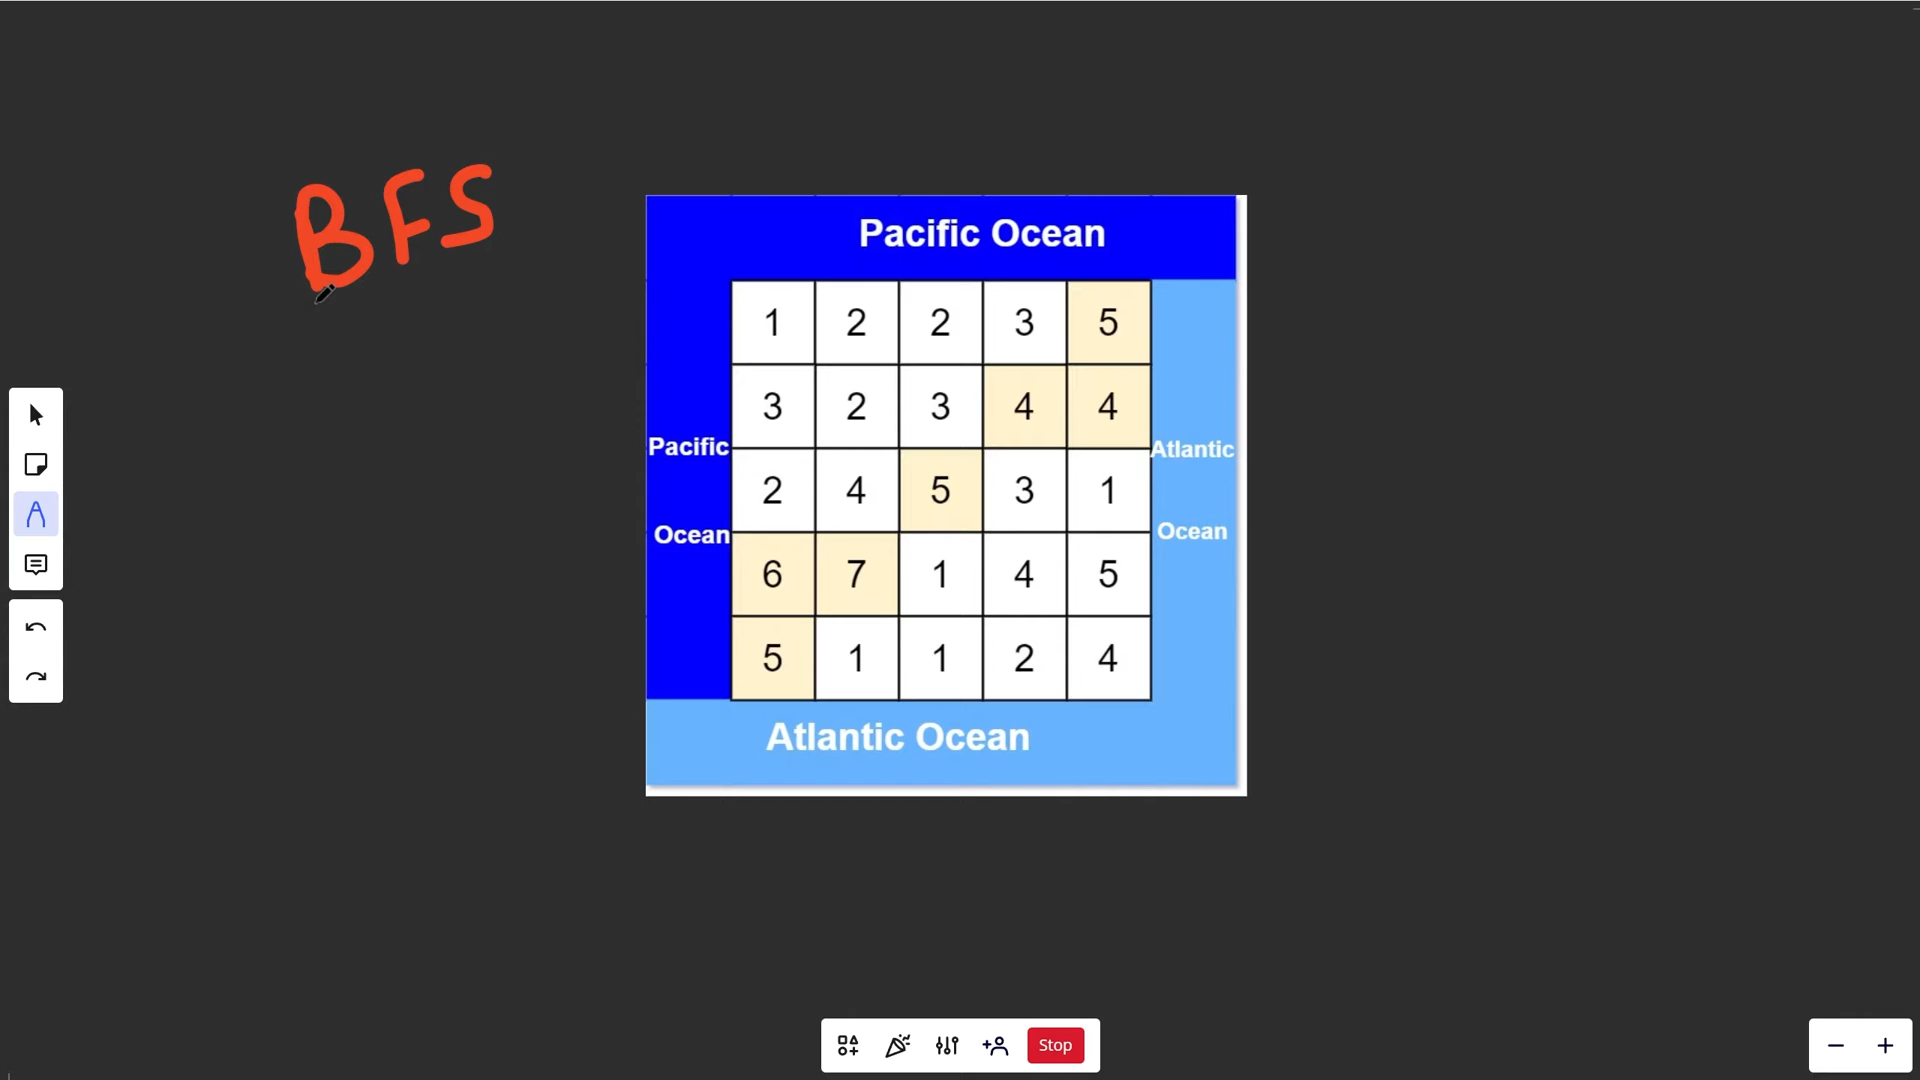 BFS
Pacific Ocean
1 2 2 3 5
3 2 3 4 4
Pacific
Atlantic
2 4 5 3 1
Ocean
Ocean
6 7 1 4 5
5 1 1 2 4
Atlantic Ocean
Stop